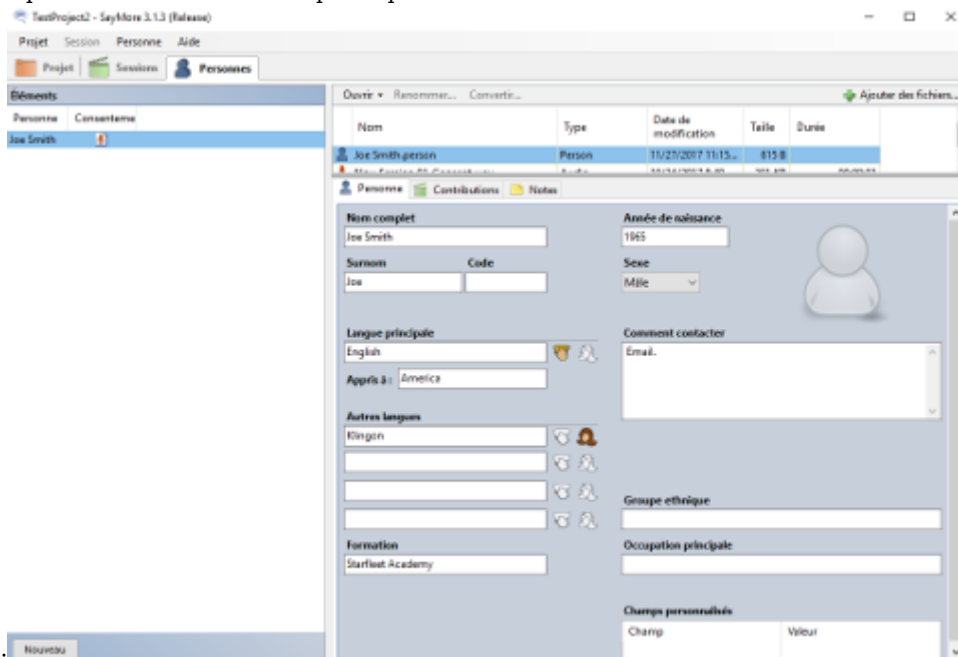 TestProject2 - SayMore 3.1.3 (Release)
Projet Session Personne Aide
Projet Sessions Personnes
Éléments
Personne Consenteme
Joe Smith
Ouvrir Renommer... Convertir...
Ajouter des fichiers...
Nom Type Date de modification Taille Durée
Joe Smith.person Person 11/27/2017 11:15... 615 B
Personne Contributions Notes
Nom complet
Joe Smith
Année de naissance
1965
Surnom Code
Joe
Sexe
Mâle
Langue principale
English
Appris à : America
Comment contacter
Email.
Autres langues
Klingon
Groupe ethnique
Formation
Starfleet Academy
Occupation principale
Champs personnalisés
Champ Valeur
Nouveau